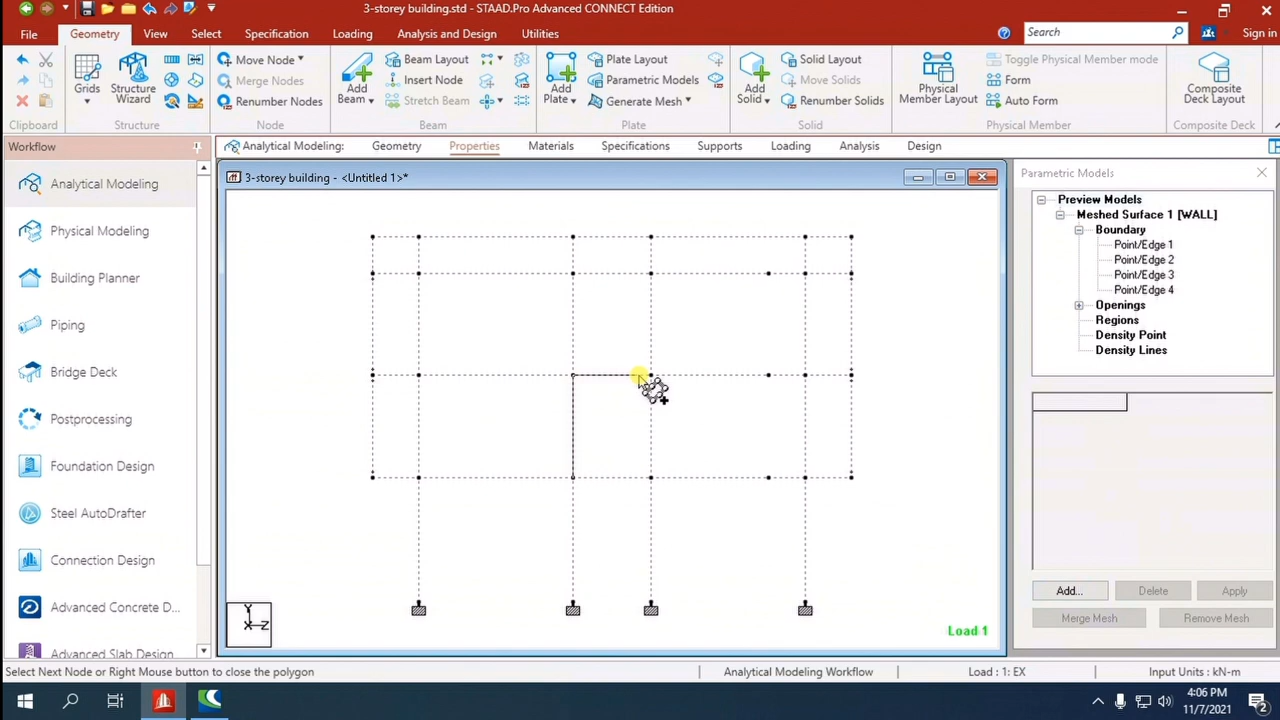 3-storey building.std - STAAD.Pro Advanced CONNECT Edition
File
Geometry
View
Select
Specification
Loading
Analysis and Design
Utilities
Search
Sign in
Grids
Structure Wizard
Move Node
Merge Nodes
Renumber Nodes
Add Beam
Beam Layout
Insert Node
Stretch Beam
Add Plate
Plate Layout
Parametric Models
Generate Mesh
Add Solid
Solid Layout
Move Solids
Renumber Solids
Physical Member Layout
Toggle Physical Member mode
Form
Auto Form
Composite Deck Layout
Clipboard
Structure
Node
Beam
Plate
Solid
Physical Member
Composite Deck
Workflow
Analytical Modeling:
Geometry
Properties
Materials
Specifications
Supports
Loading
Analysis
Design
Analytical Modeling
Physical Modeling
Building Planner
Piping
Bridge Deck
Postprocessing
Foundation Design
Steel AutoDrafter
Connection Design
Advanced Concrete D...
Advanced Slab Design
3-storey building - <Untitled 1>*
Y
X
Z
Load 1
Parametric Models
Preview Models
Meshed Surface 1 [WALL]
Boundary
Point/Edge 1
Point/Edge 2
Point/Edge 3
Point/Edge 4
Openings
Regions
Density Point
Density Lines
Add...
Delete
Apply
Merge Mesh
Remove Mesh
Select Next Node or Right Mouse button to close the polygon
Analytical Modeling Workflow
Load : 1: EX
Input Units : kN-m
4:06 PM
11/7/2021
2